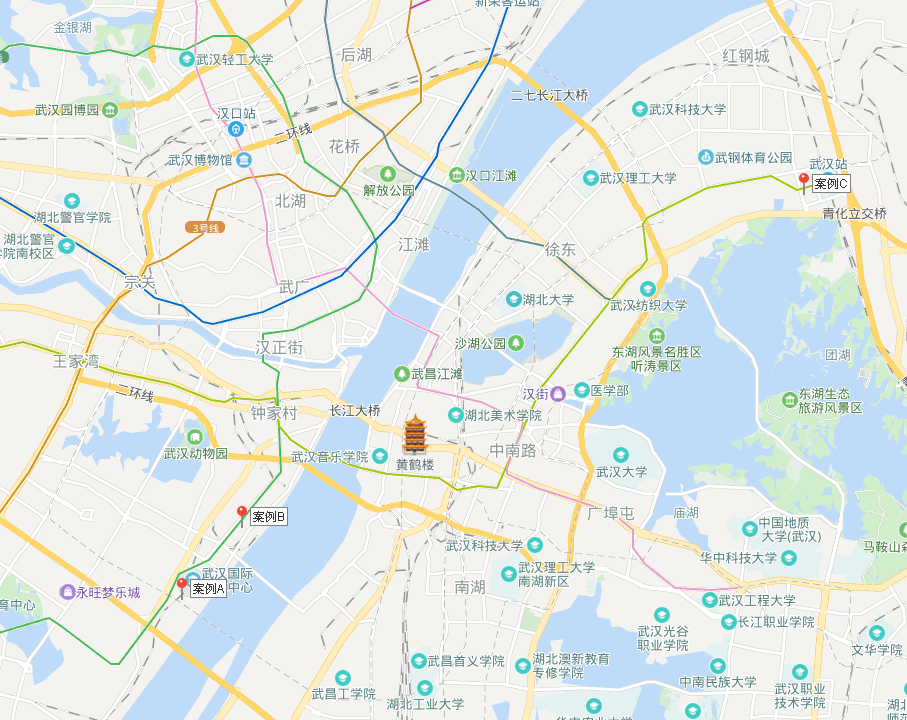 新荣客运站
金银湖
后湖
红钢城
武汉轻工大学
二七长江大桥
武汉园博园
汉口站
武汉科技大学
二环线
花桥
武汉博物馆
武钢体育公园
武汉站
解放公园
汉口江滩
武汉理工大学
案例C
湖北警官学院
北湖
青化立交桥
3号线
湖北警官
学院南校区
江滩
徐东
宗关
武广
湖北大学
武汉纺织大学
汉正街
沙湖公园
东湖风景名胜区
听涛景区
团湖
王家湾
武昌江滩
二环线
汉街
医学部
东湖生态
旅游风景区
钟家村
长江大桥
湖北美术学院
武汉动物园
武汉音乐学院
黄鹤楼
中南路
武汉大学
案例B
广埠屯
庙湖
中国地质
大学(武汉)
武汉科技大学
华中科技大学
马鞍山森
武汉国际
中心
案例A
永旺梦乐城
育中心
南湖
武汉理工大学
南湖新区
武汉工程大学
长江职业学院
武汉光谷
职业学院
文华学院
武昌首义学院
湖北澳新教育
专修学院
武昌工学院
湖北工业大学
中南民族大学
武汉职业
技术学院